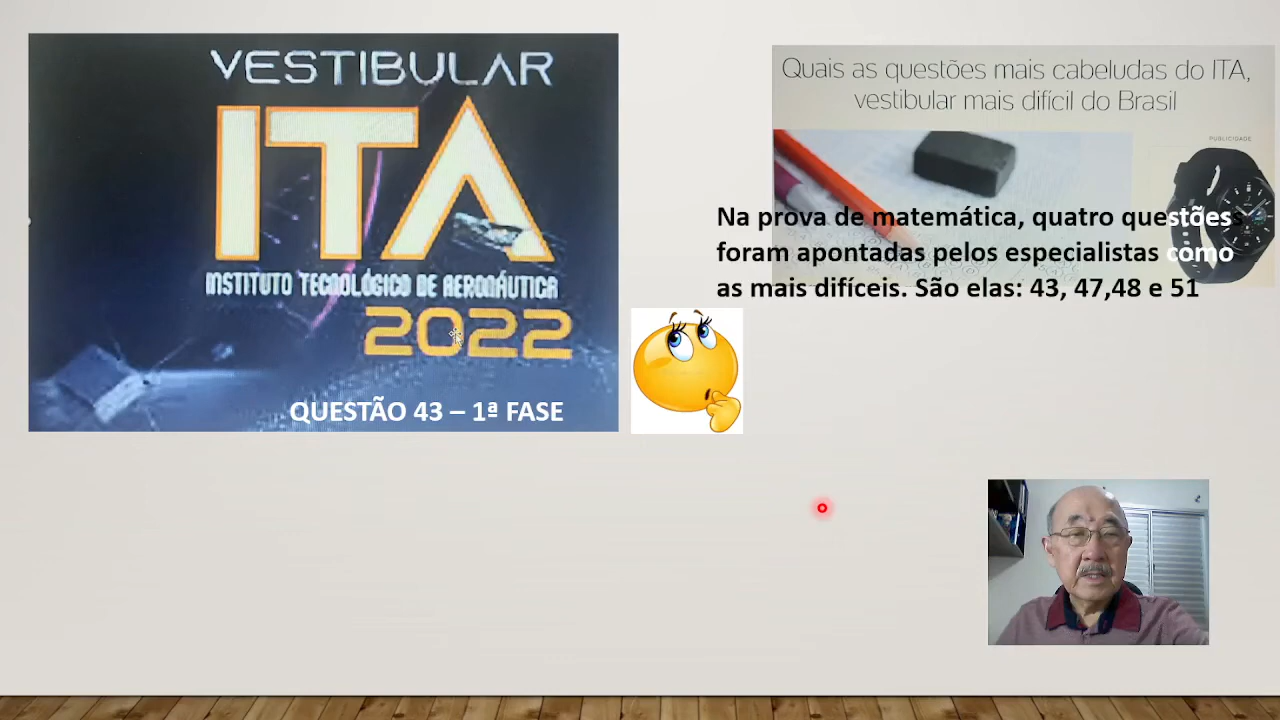 VESTIBULAR
ITA
INSTITUTO TECNOLÓGICO DE AERONÁUTICA
2022
QUESTÃO 43 – 1ª FASE
Quais as questões mais cabeludas do ITA,
vestibular mais difícil do Brasil
PUBLICIDADE
Na prova de matemática, quatro questões
foram apontadas pelos especialistas como
as mais difíceis. São elas: 43, 47,48 e 51